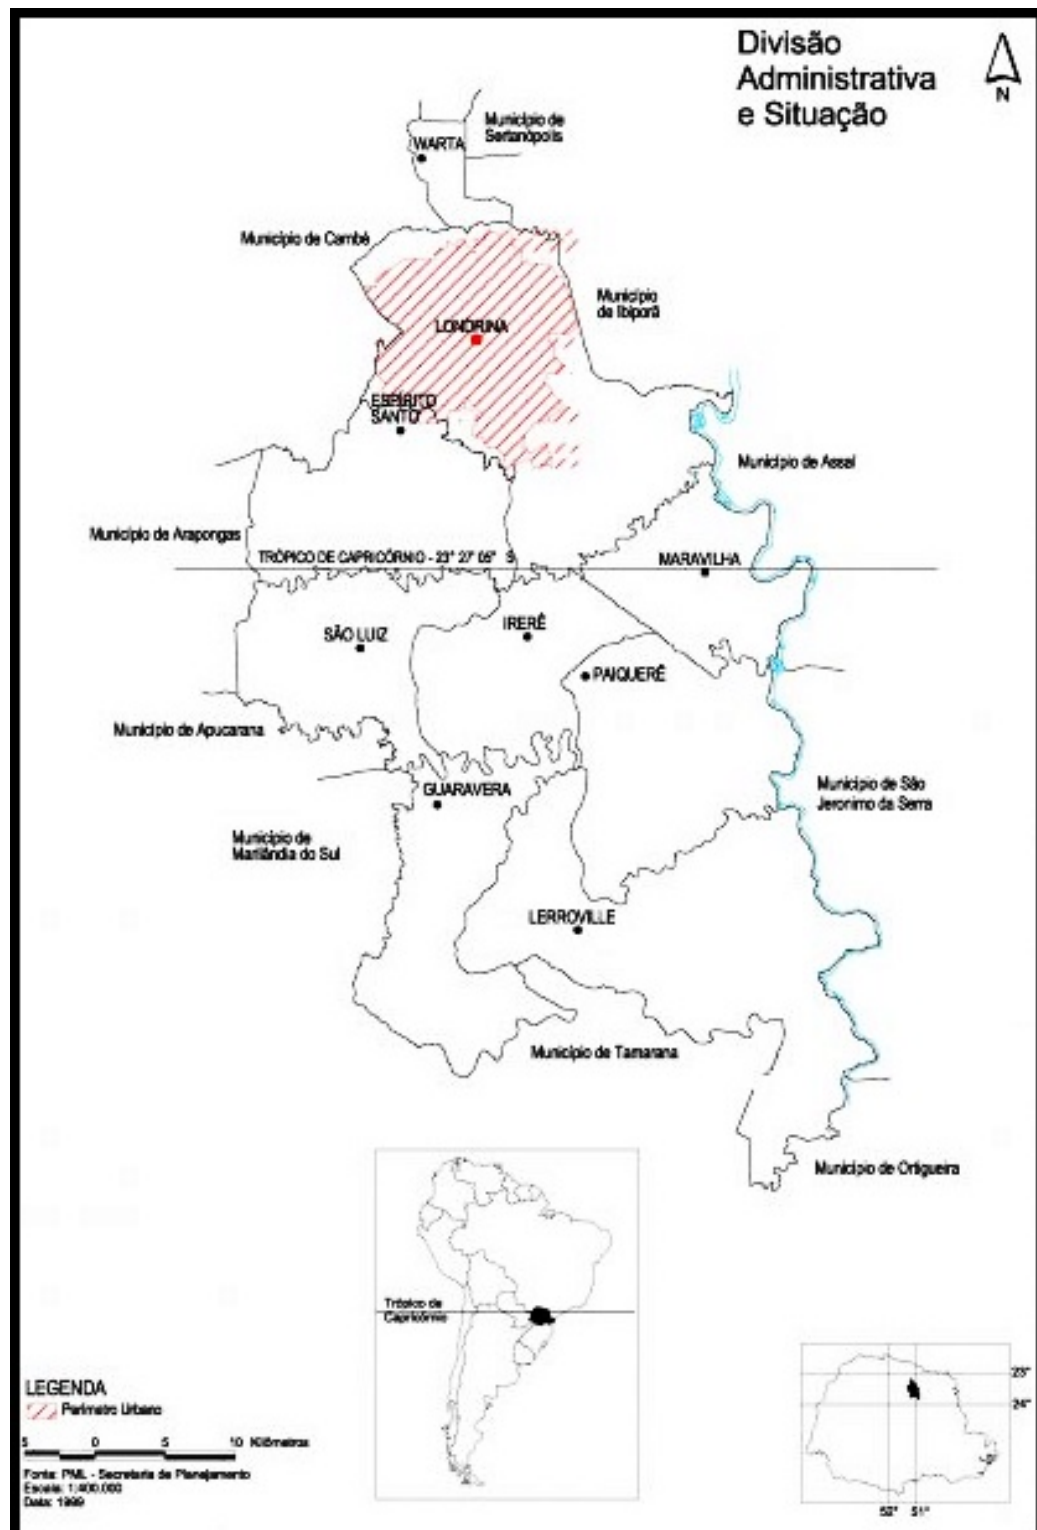 Divisão
Administrativa
e Situação
N
Município de
Sertanópolis
WARTA
Município de Cambé
Município
de Ibiporã
LONDRINA
ESPÍRITO
SANTO
Município de Assaí
Município de Arapongas
TRÓPICO DE CAPRICÓRNIO - 23° 27' 05" S
MARAVILHA
IRERÊ
SÃO LUIZ
PAIQUERÊ
Município de Apucarana
GUARAVERA
Município de São
Jeronimo da Serra
Município de
Marilândia do Sul
LERROVILLE
Município de Tamarana
Município de Ortigueira
Trópico de
Capricórnio
23°
24°
52° 51°
LEGENDA
Perímetro Urbano
5 0 5 10 Kilômetros
Fonte: PML - Secretaria de Planejamento
Escala: 1:400.000
Data: 1999